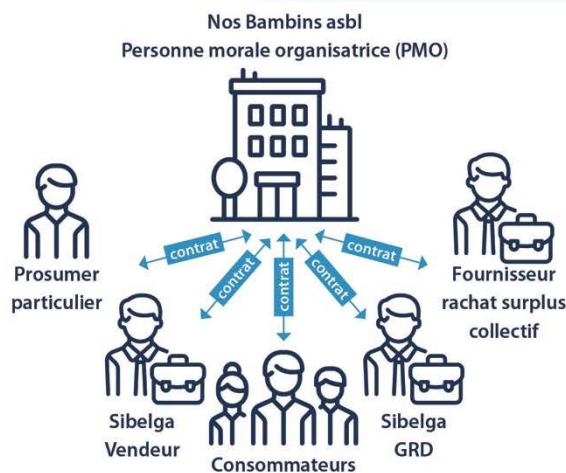 Nos Bambins asbl
Personne morale organisatrice (PMO)
contrat
contrat
contrat
contrat
contrat
Prosumer
particulier
Fournisseur
rachat surplus
collectif
Sibelga
Vendeur
Consommateurs
Sibelga
GRD